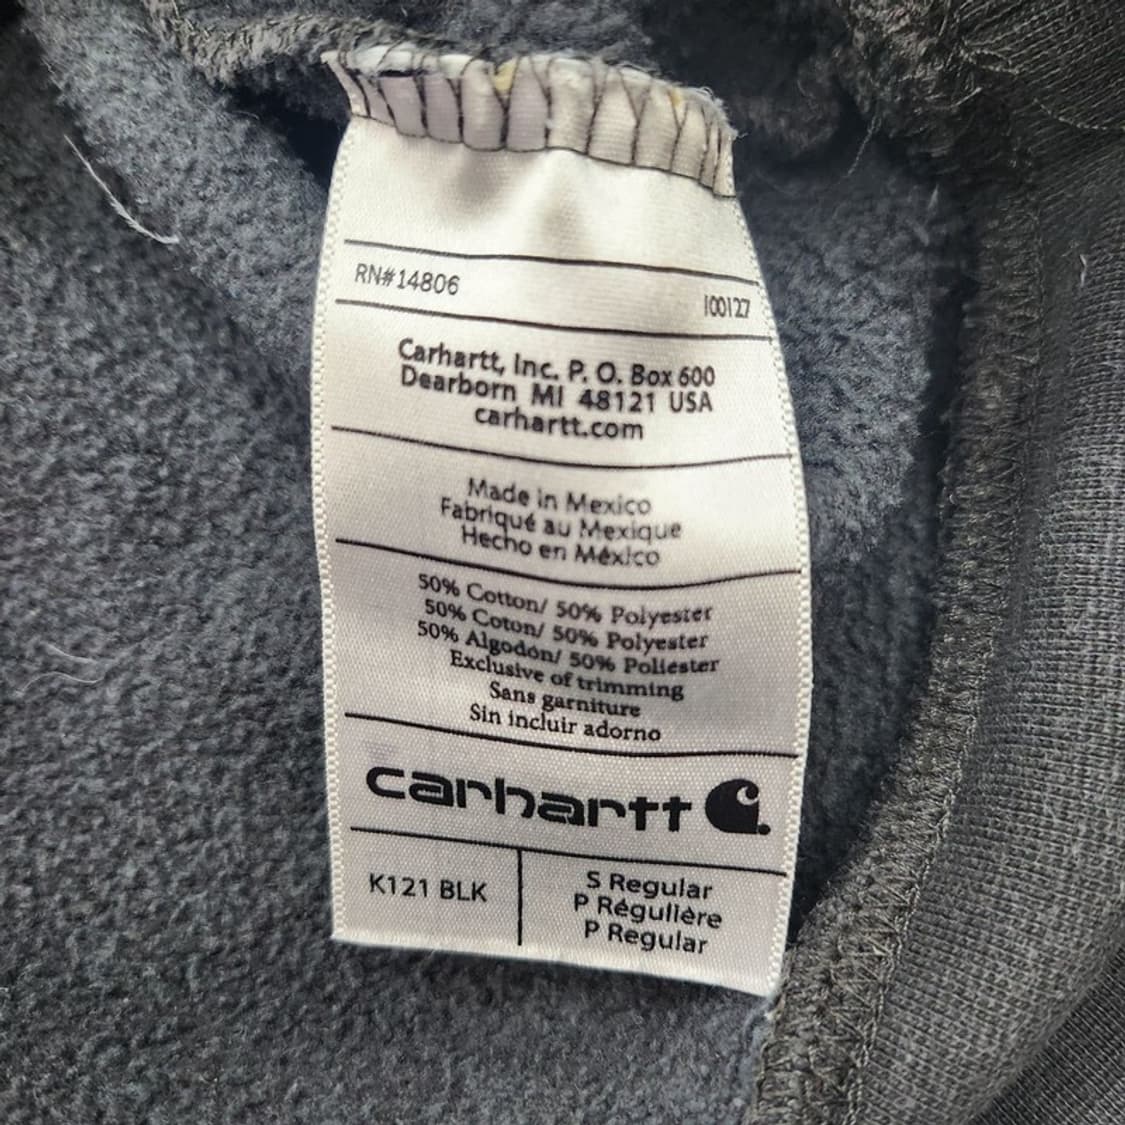 RN#14806
100127
Carhartt, Inc. P. O. Box 600
Dearborn MI 48121 USA
carhartt.com
Made in Mexico
Fabriqué au Mexique
Hecho en México
50% Cotton/ 50% Polyester
50% Coton/ 50% Polyester
50% Algodón/ 50% Poliester
Exclusive of trimming
Sans garniture
Sin incluir adorno
carhartt
K121 BLK
S Regular
P Régulière
P Regular